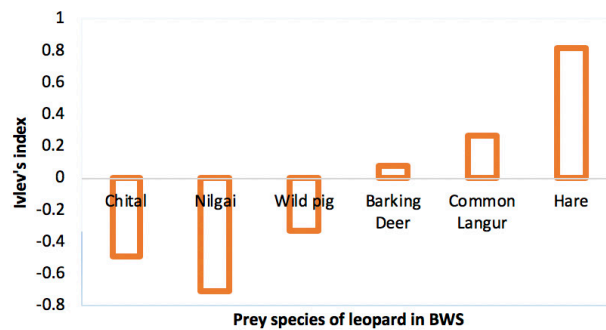 1
0.8
0.6
0.4
0.2
0
-0.2
-0.4
-0.6
-0.8
Ivlev's index
Chital Nilgai Wild pig Barking Common Hare
Deer Langur
Prey species of leopard in BWS